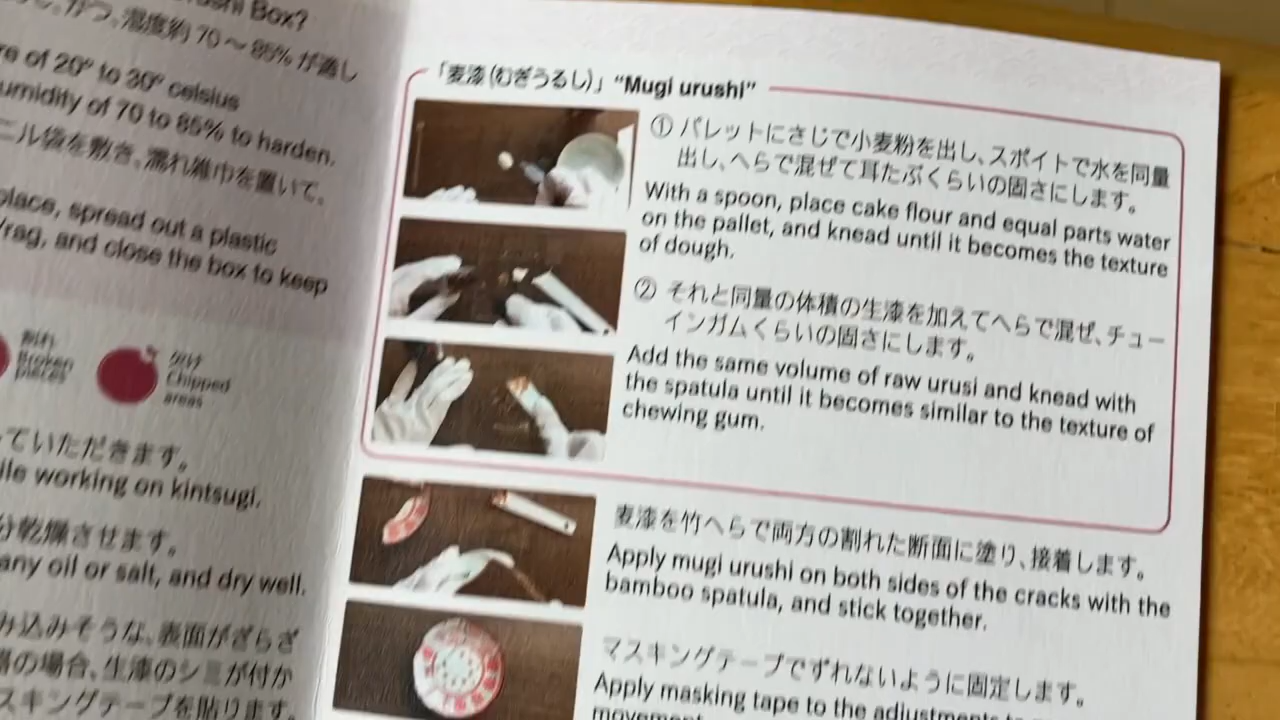 Box?
湿度約 70～85% が適し
re of 20° to 30° celsius
umidity of 70 to 85% to harden.
ニル袋を敷き、濡れ雑巾を置いて、
place, spread out a plastic
/rag, and close the box to keep
割れ
Broken
pieces
欠け
Chipped
areas
ていただきます。
ile working on kintsugi.
分乾燥させます。
any oil or salt, and dry well.
み込みそうな、表面がざらざ
器の場合、生漆のシミが付か
スキングテープを貼ります。
「麦漆(むぎうるし)」 “Mugi urushi”
① パレットにさじで小麦粉を出し、スポイトで水を同量
出し、へらで混ぜて耳たぶくらいの固さにします。
With a spoon, place cake flour and equal parts water
on the pallet, and knead until it becomes the texture
of dough.
② それと同量の体積の生漆を加えてへらで混ぜ、チュー
インガムくらいの固さにします。
Add the same volume of raw urusi and knead with
the spatula until it becomes similar to the texture of
chewing gum.
麦漆を竹へらで両方の割れた断面に塗り、接着します。
Apply mugi urushi on both sides of the cracks with the
bamboo spatula, and stick together.
マスキングテープでずれないように固定します。
Apply masking tape to the adjustments to
movement